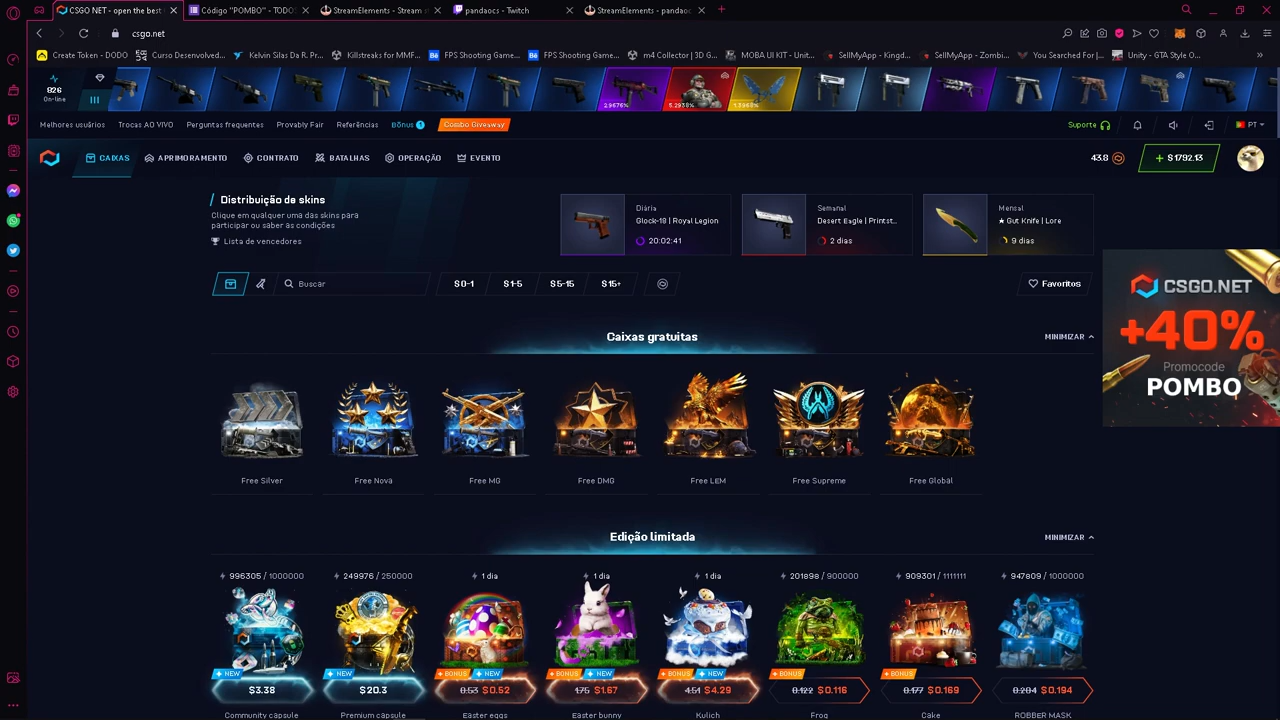 CSGO.NET - open the best
Código "POMBO" - TODOS
StreamElements - Stream s
pandaocs - Twitch
StreamElements - pandaoc
csgo.net
Create Token - DODO
Curso Desenvolved...
Kelvin Silas Da R. Pr...
Killstreaks for MMF...
FPS Shooting Game...
FPS Shooting Game...
m4 Collector | 3D G...
MOBA UI KIT - Unit...
SellMyApp - Kingd...
SellMyApp - Zombi...
You Searched For |...
Unity - GTA Style O...
826
On-line
2.9676%
5.2938%
Melhores usuários
Trocas AO VIVO
Perguntas frequentes
Provably Fair
Referências
Bônus
Combo Giveaway
Suporte
PT
CAIXAS
APRIMORAMENTO
CONTRATO
BATALHAS
OPERAÇÃO
EVENTO
43.8
+ $1792.13
Distribuição de skins
Clique em qualquer uma das skins para
participar ou saber as condições
Lista de vencedores
Diária
Glock-18 | Royal Legion
20:02:41
Semanal
Desert Eagle | Printst...
2 dias
Mensal
★ Gut Knife | Lore
9 dias
Buscar
$0-1
$1-5
$5-15
$15+
Favoritos
CSGO.NET
+40%
Promocode
POMBO
Caixas gratuitas
MINIMIZAR
Free Silver
Free Nova
Free MG
Free DMG
Free LEM
Free Supreme
Free Global
Edição limitada
MINIMIZAR
996305 / 1000000
249976 / 250000
1 dia
1 dia
1 dia
201898 / 900000
909301 / 1111111
947809 / 1000000
+ NEW
+ NEW
+ BONUS + NEW
+ BONUS + NEW
+ BONUS + NEW
+ BONUS
+ BONUS
$3.38
$20.3
0.53 $0.52
1.75 $1.67
4.51 $4.29
0.122 $0.116
0.177 $0.169
0.204 $0.194
Community capsule
Premium capsule
Easter eggs
Easter bunny
Kulich
Frog
Cake
ROBBER MASK